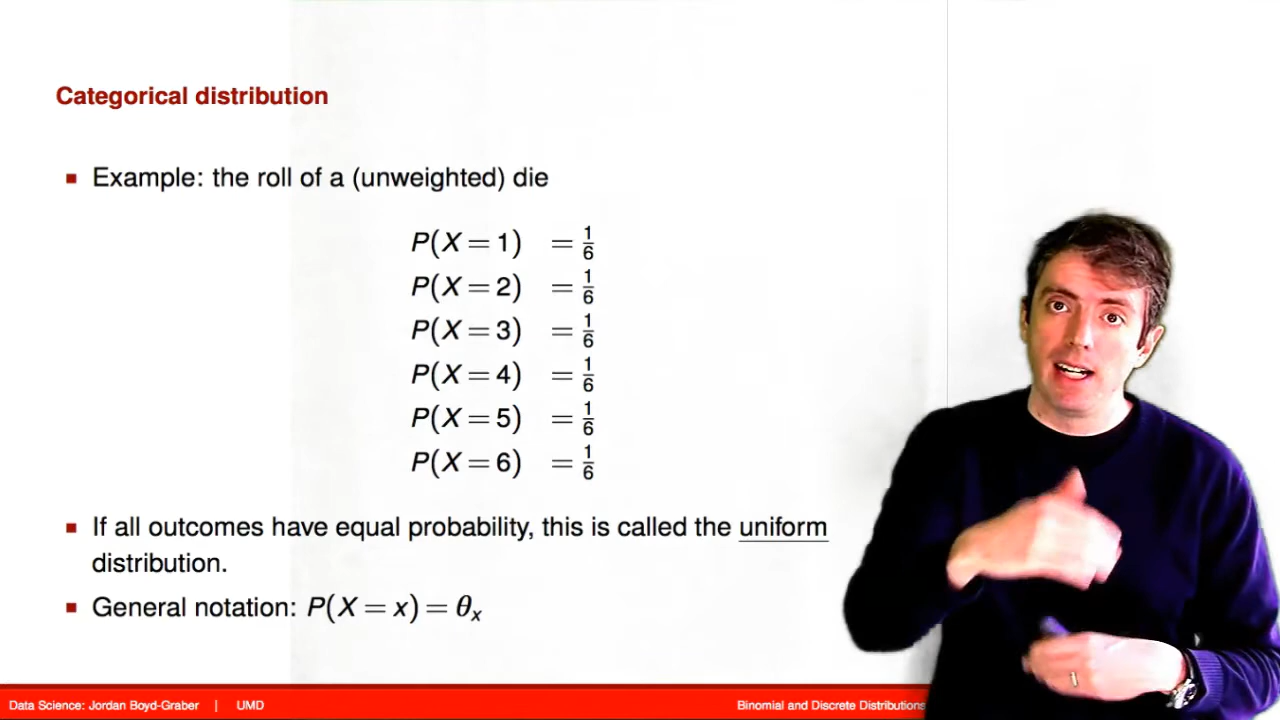 Categorical distribution
Example: the roll of a (unweighted) die
P(X = 1) = 1/6
P(X = 2) = 1/6
P(X = 3) = 1/6
P(X = 4) = 1/6
P(X = 5) = 1/6
P(X = 6) = 1/6
If all outcomes have equal probability, this is called the uniform
distribution.
General notation: P(X = x) = θₓ
Data Science: Jordan Boyd-Graber | UMD Binomial and Discrete Distributions